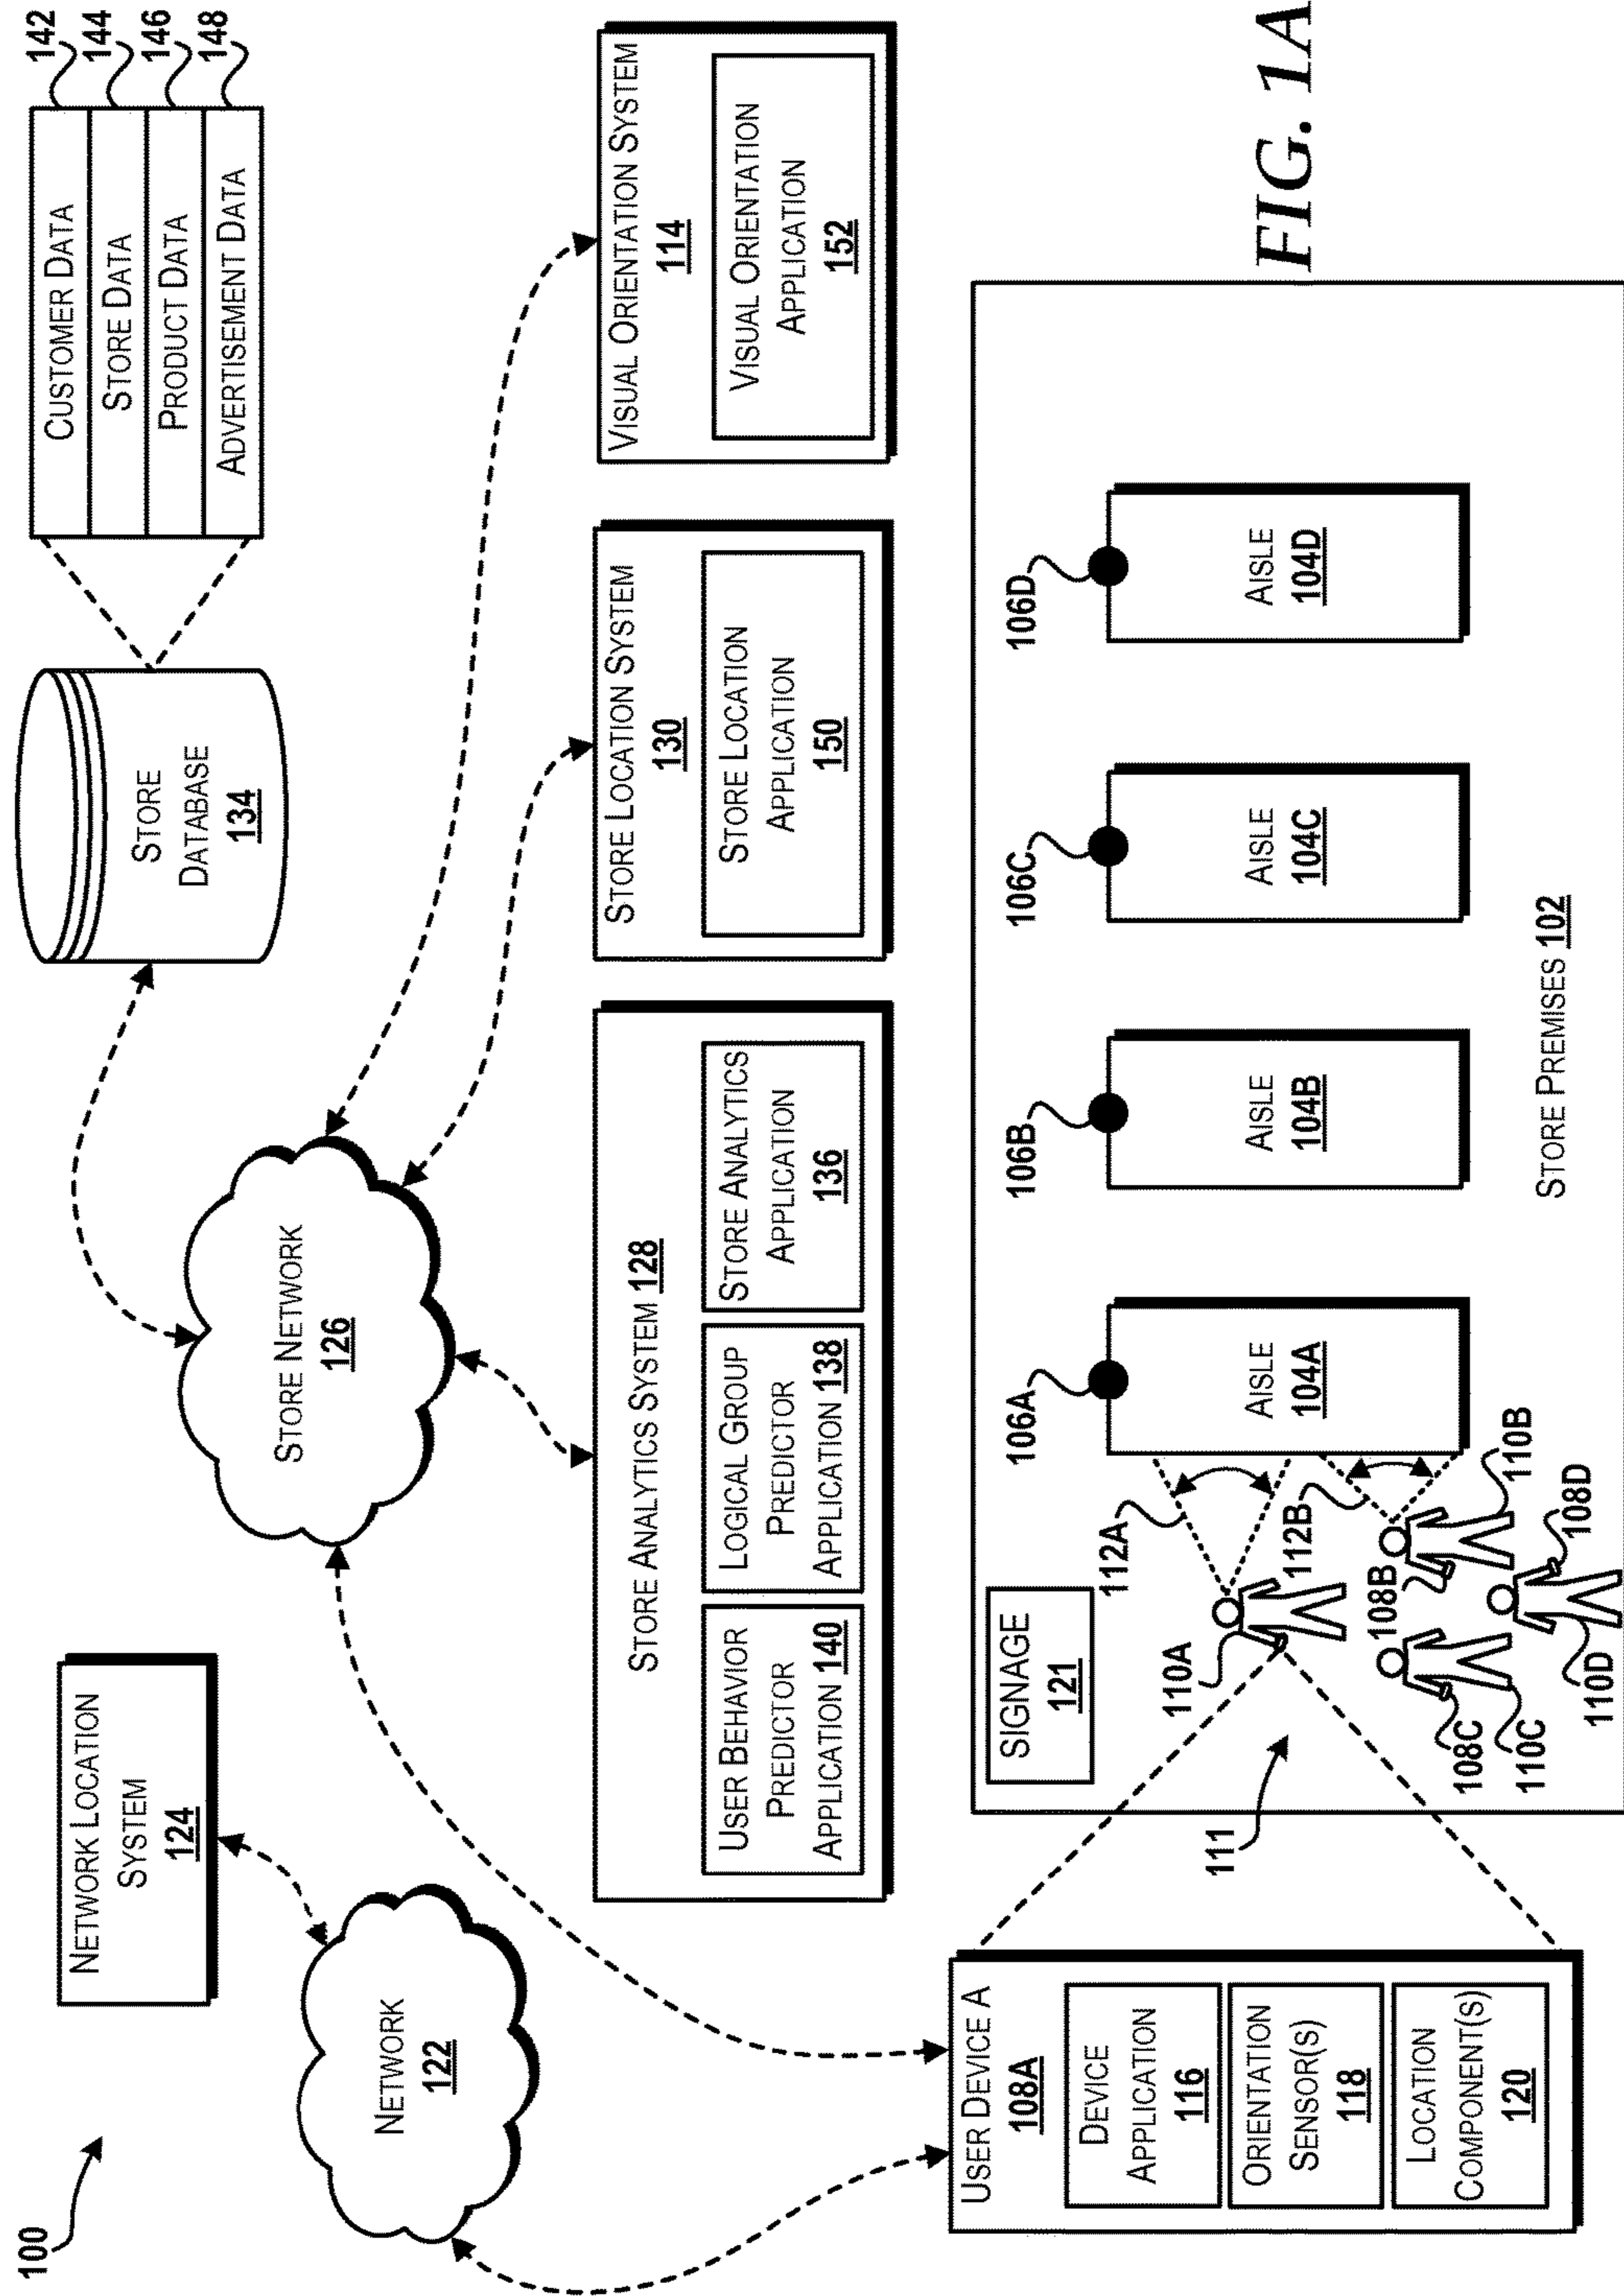 100
NETWORK LOCATION
SYSTEM
124
NETWORK
122
STORE NETWORK
126
STORE
DATABASE
134
CUSTOMER DATA
142
STORE DATA
144
PRODUCT DATA
146
ADVERTISEMENT DATA
148
USER DEVICE A
108A
DEVICE
APPLICATION
116
ORIENTATION
SENSOR(S)
118
LOCATION
COMPONENT(S)
120
STORE ANALYTICS SYSTEM 128
USER BEHAVIOR
PREDICTOR
APPLICATION 140
LOGICAL GROUP
PREDICTOR
APPLICATION 138
STORE ANALYTICS
APPLICATION
136
STORE LOCATION SYSTEM
130
STORE LOCATION
APPLICATION
150
VISUAL ORIENTATION SYSTEM
114
VISUAL ORIENTATION
APPLICATION
152
SIGNAGE
121
111
110A
112A
112B
108B
110B
108C
110C
108D
110D
106A
AISLE
104A
106B
AISLE
104B
106C
AISLE
104C
106D
AISLE
104D
STORE PREMISES 102
FIG. 1A